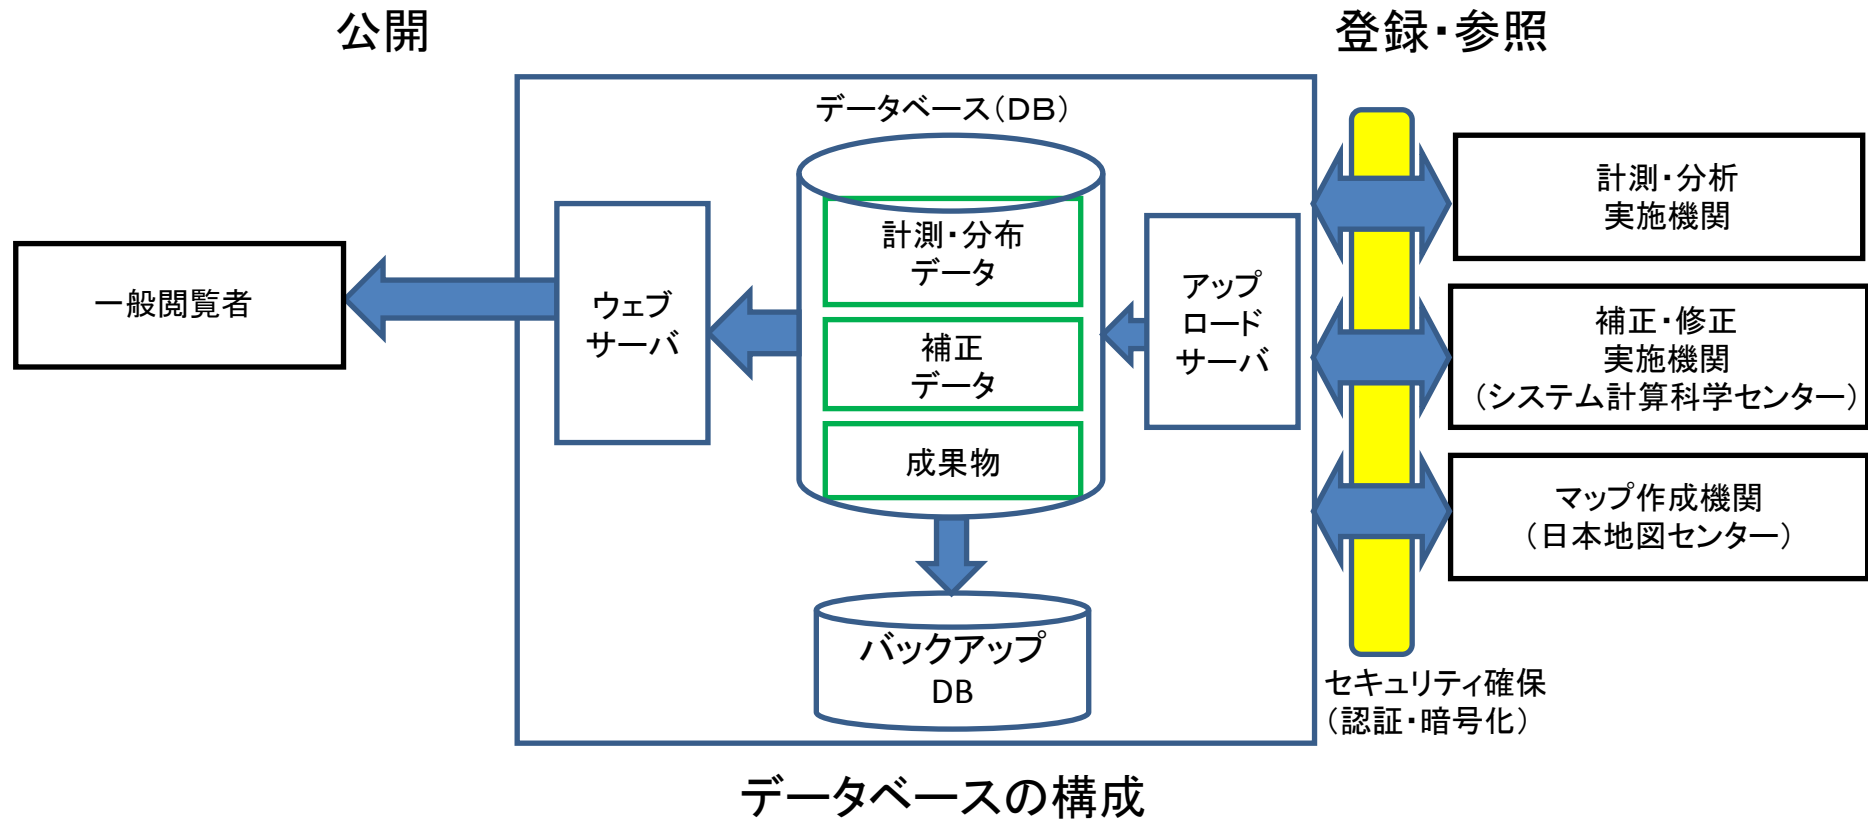 公開
登録・参照
データベース（DB）
計測・分布
データ
補正
データ
成果物
一般閲覧者
ウェブ
サーバ
アップ
ロード
サーバ
計測・分析
実施機関
補正・修正
実施機関
（システム計算科学センター）
マップ作成機関
（日本地図センター）
バックアップ
DB
セキュリティ確保
（認証・暗号化）
データベースの構成